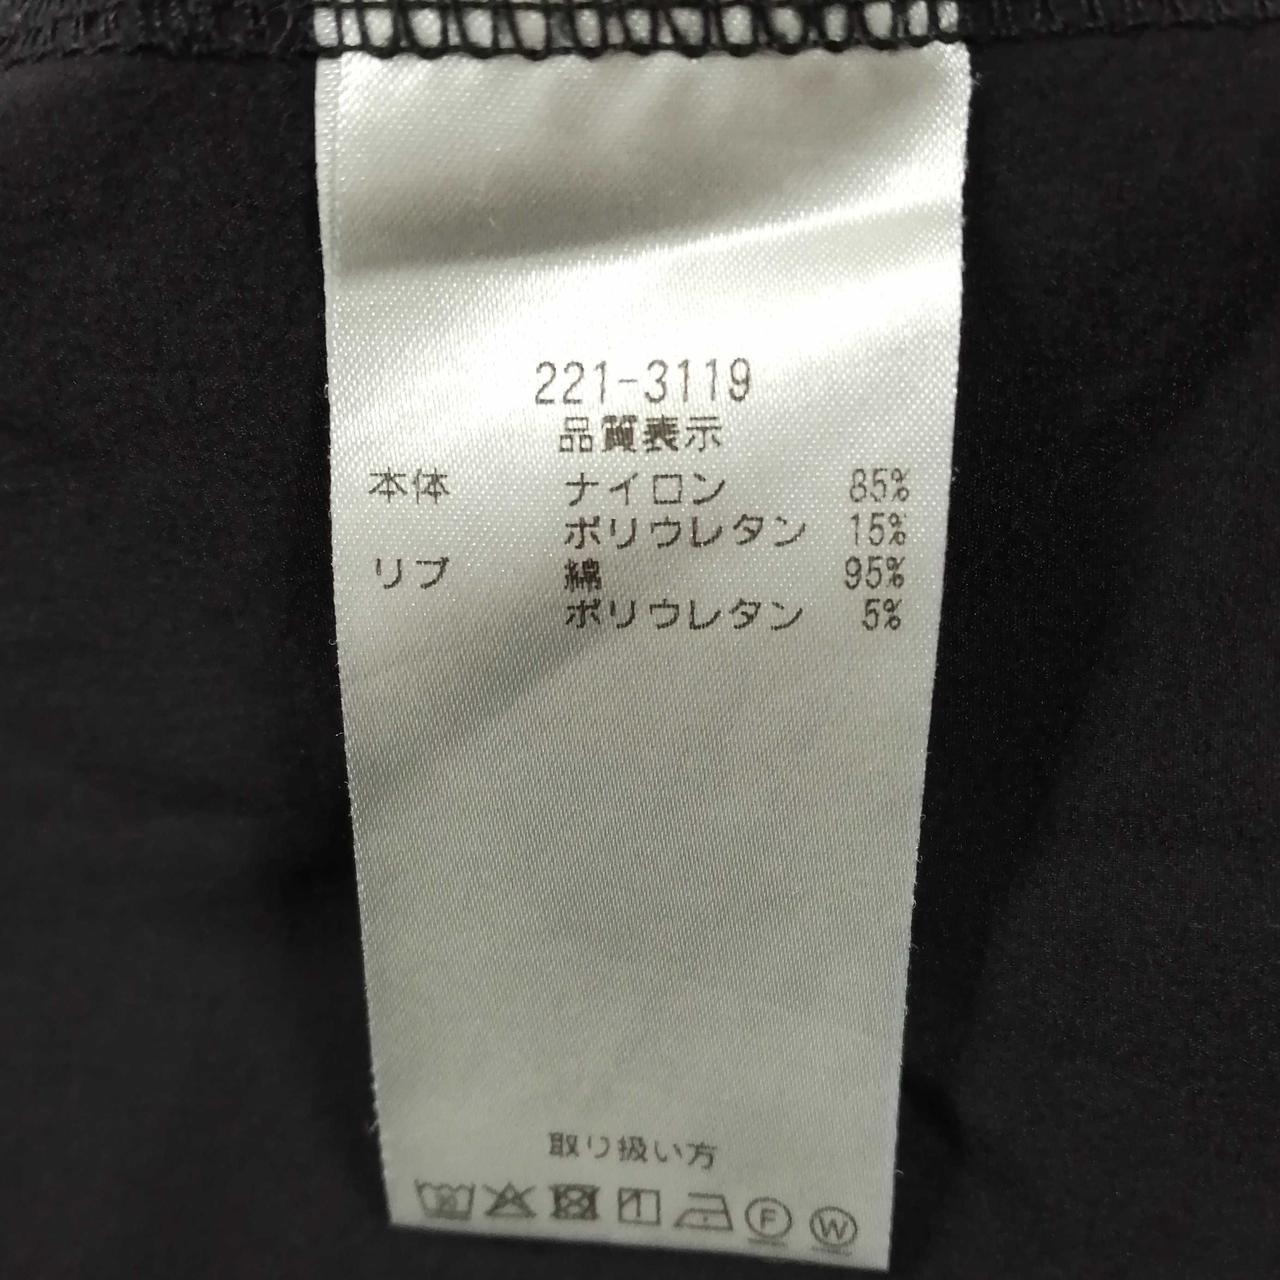 221-3119
品質表示
本体 ナイロン 85%
ポリウレタン 15%
リブ 綿 95%
ポリウレタン 5%
取り扱い方
F W